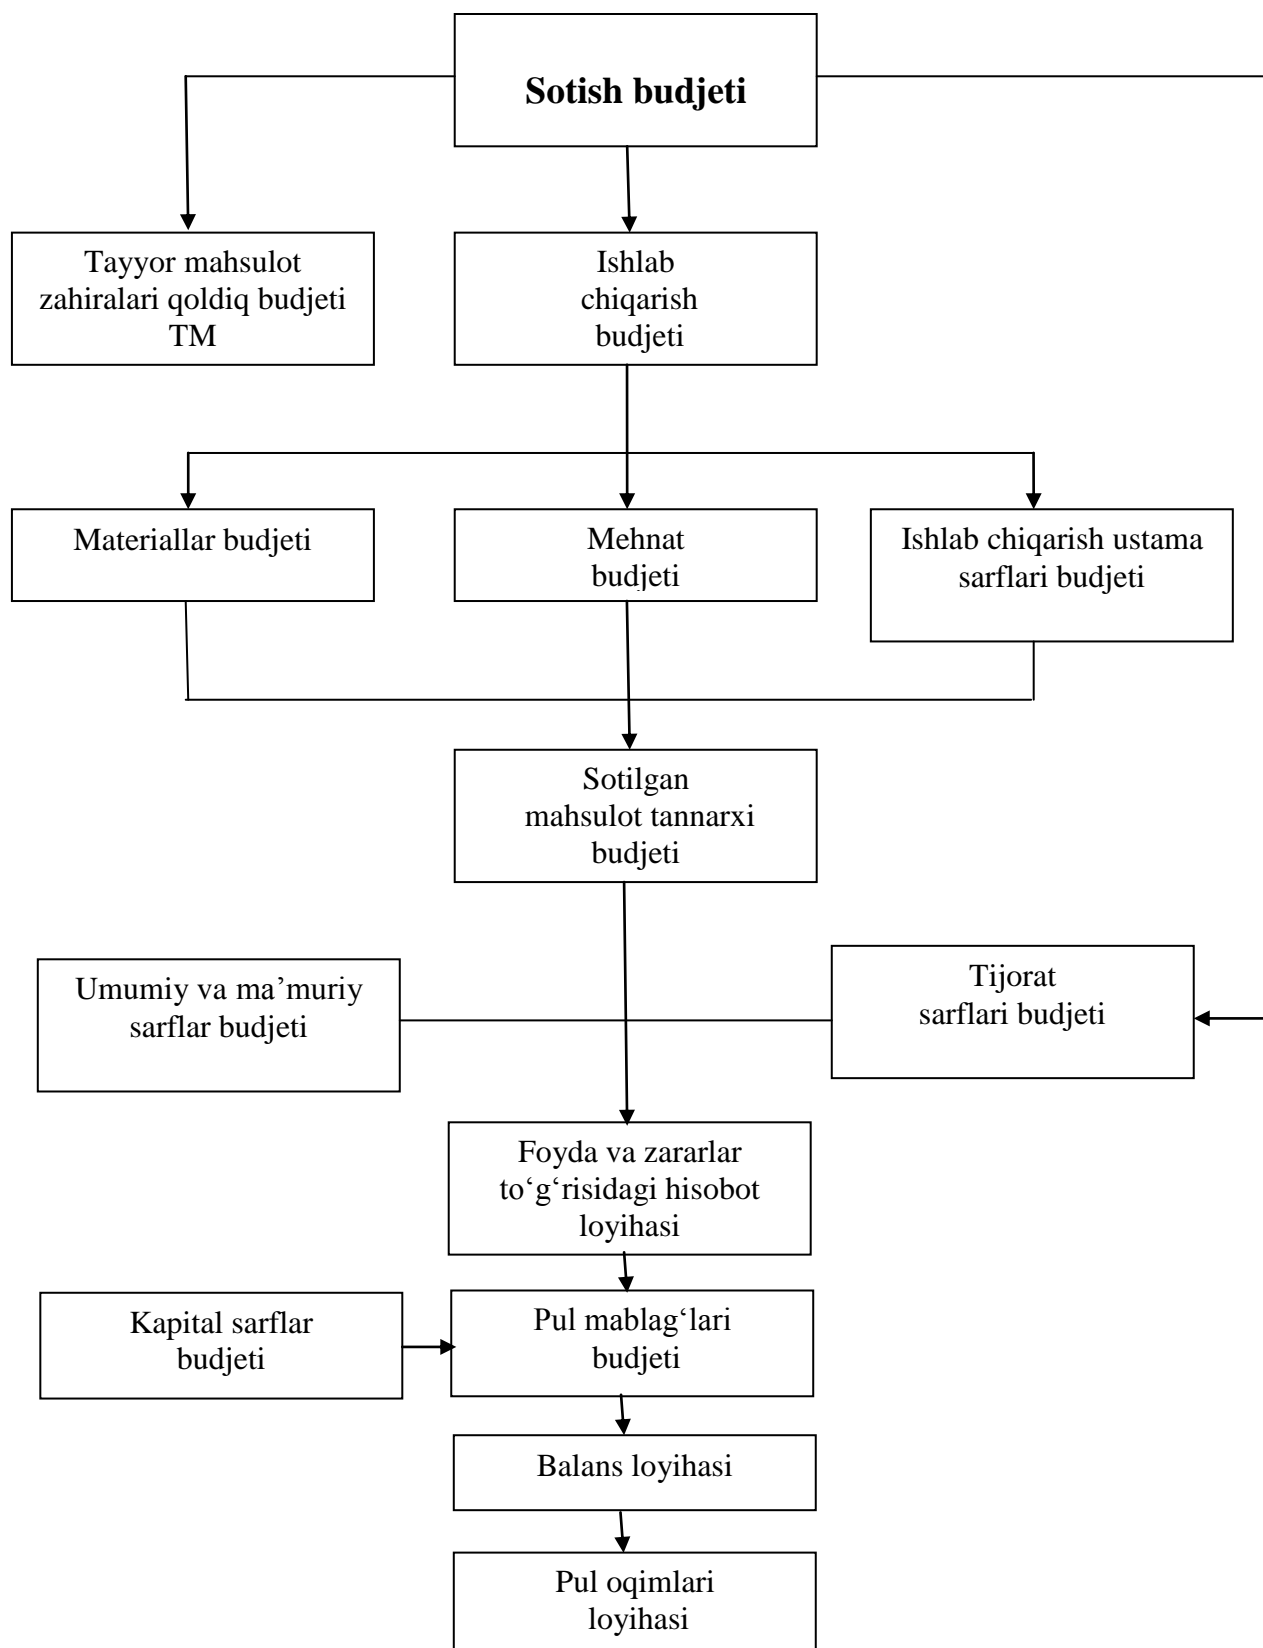 Sotish budjeti
Tayyor mahsulot
zahiralari qoldiq budjeti
TM
Ishlab
chiqarish
budjeti
Materiallar budjeti
Mehnat
budjeti
Ishlab chiqarish ustama
sarflari budjeti
Sotilgan
mahsulot tannarxi
budjeti
Umumiy va ma’muriy
sarflar budjeti
Tijorat
sarflari budjeti
Foyda va zararlar
to‘g‘risidagi hisobot
loyihasi
Kapital sarflar
budjeti
Pul mablag‘lari
budjeti
Balans loyihasi
Pul oqimlari
loyihasi